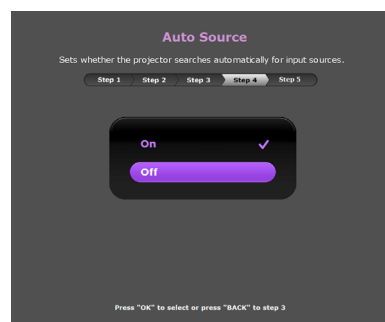 Auto Source
Sets whether the projector searches automatically for input sources.
Step 1 Step 2 Step 3 Step 4 Step 5
On
Off
Press "OK" to select or press "BACK" to step 3